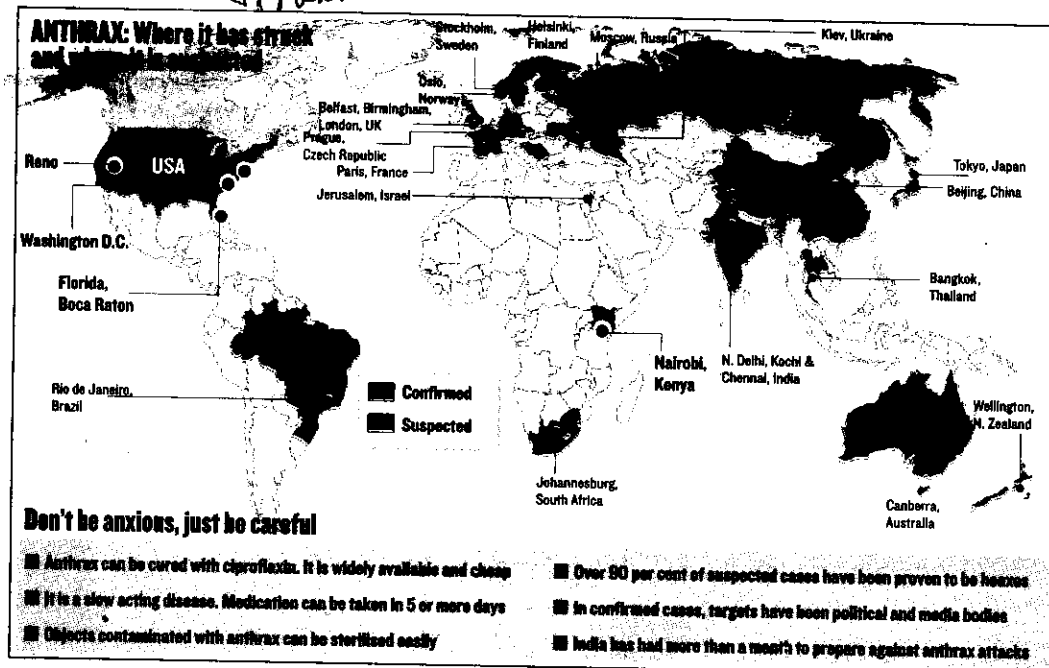 ANTHRAX: Where it has struck
and where it is suspected
Stockholm,
Sweden
Helsinki,
Finland
Moscow, Russia
Kiev, Ukraine
Oslo,
Norway
Belfast, Birmingham,
London, UK
Prague,
Czech Republic
Paris, France
Jerusalem, Israel
Reno
USA
Tokyo, Japan
Beijing, China
Washington D.C.
Florida,
Boca Raton
Bangkok,
Thailand
Nairobi,
Kenya
N. Delhi, Kochi &
Chennai, India
Rio de Janeiro,
Brazil
Confirmed
Suspected
Wellington,
N. Zealand
Johannesburg,
South Africa
Canberra,
Australia
Don't be anxious, just be careful
Anthrax can be cured with ciproflaxin. It is widely available and cheap
It is a slow acting disease. Medication can be taken in 5 or more days
Objects contaminated with anthrax can be sterilised easily
Over 90 per cent of suspected cases have been proven to be hoaxes
In confirmed cases, targets have been political and media bodies
India has had more than a month to prepare against anthrax attacks